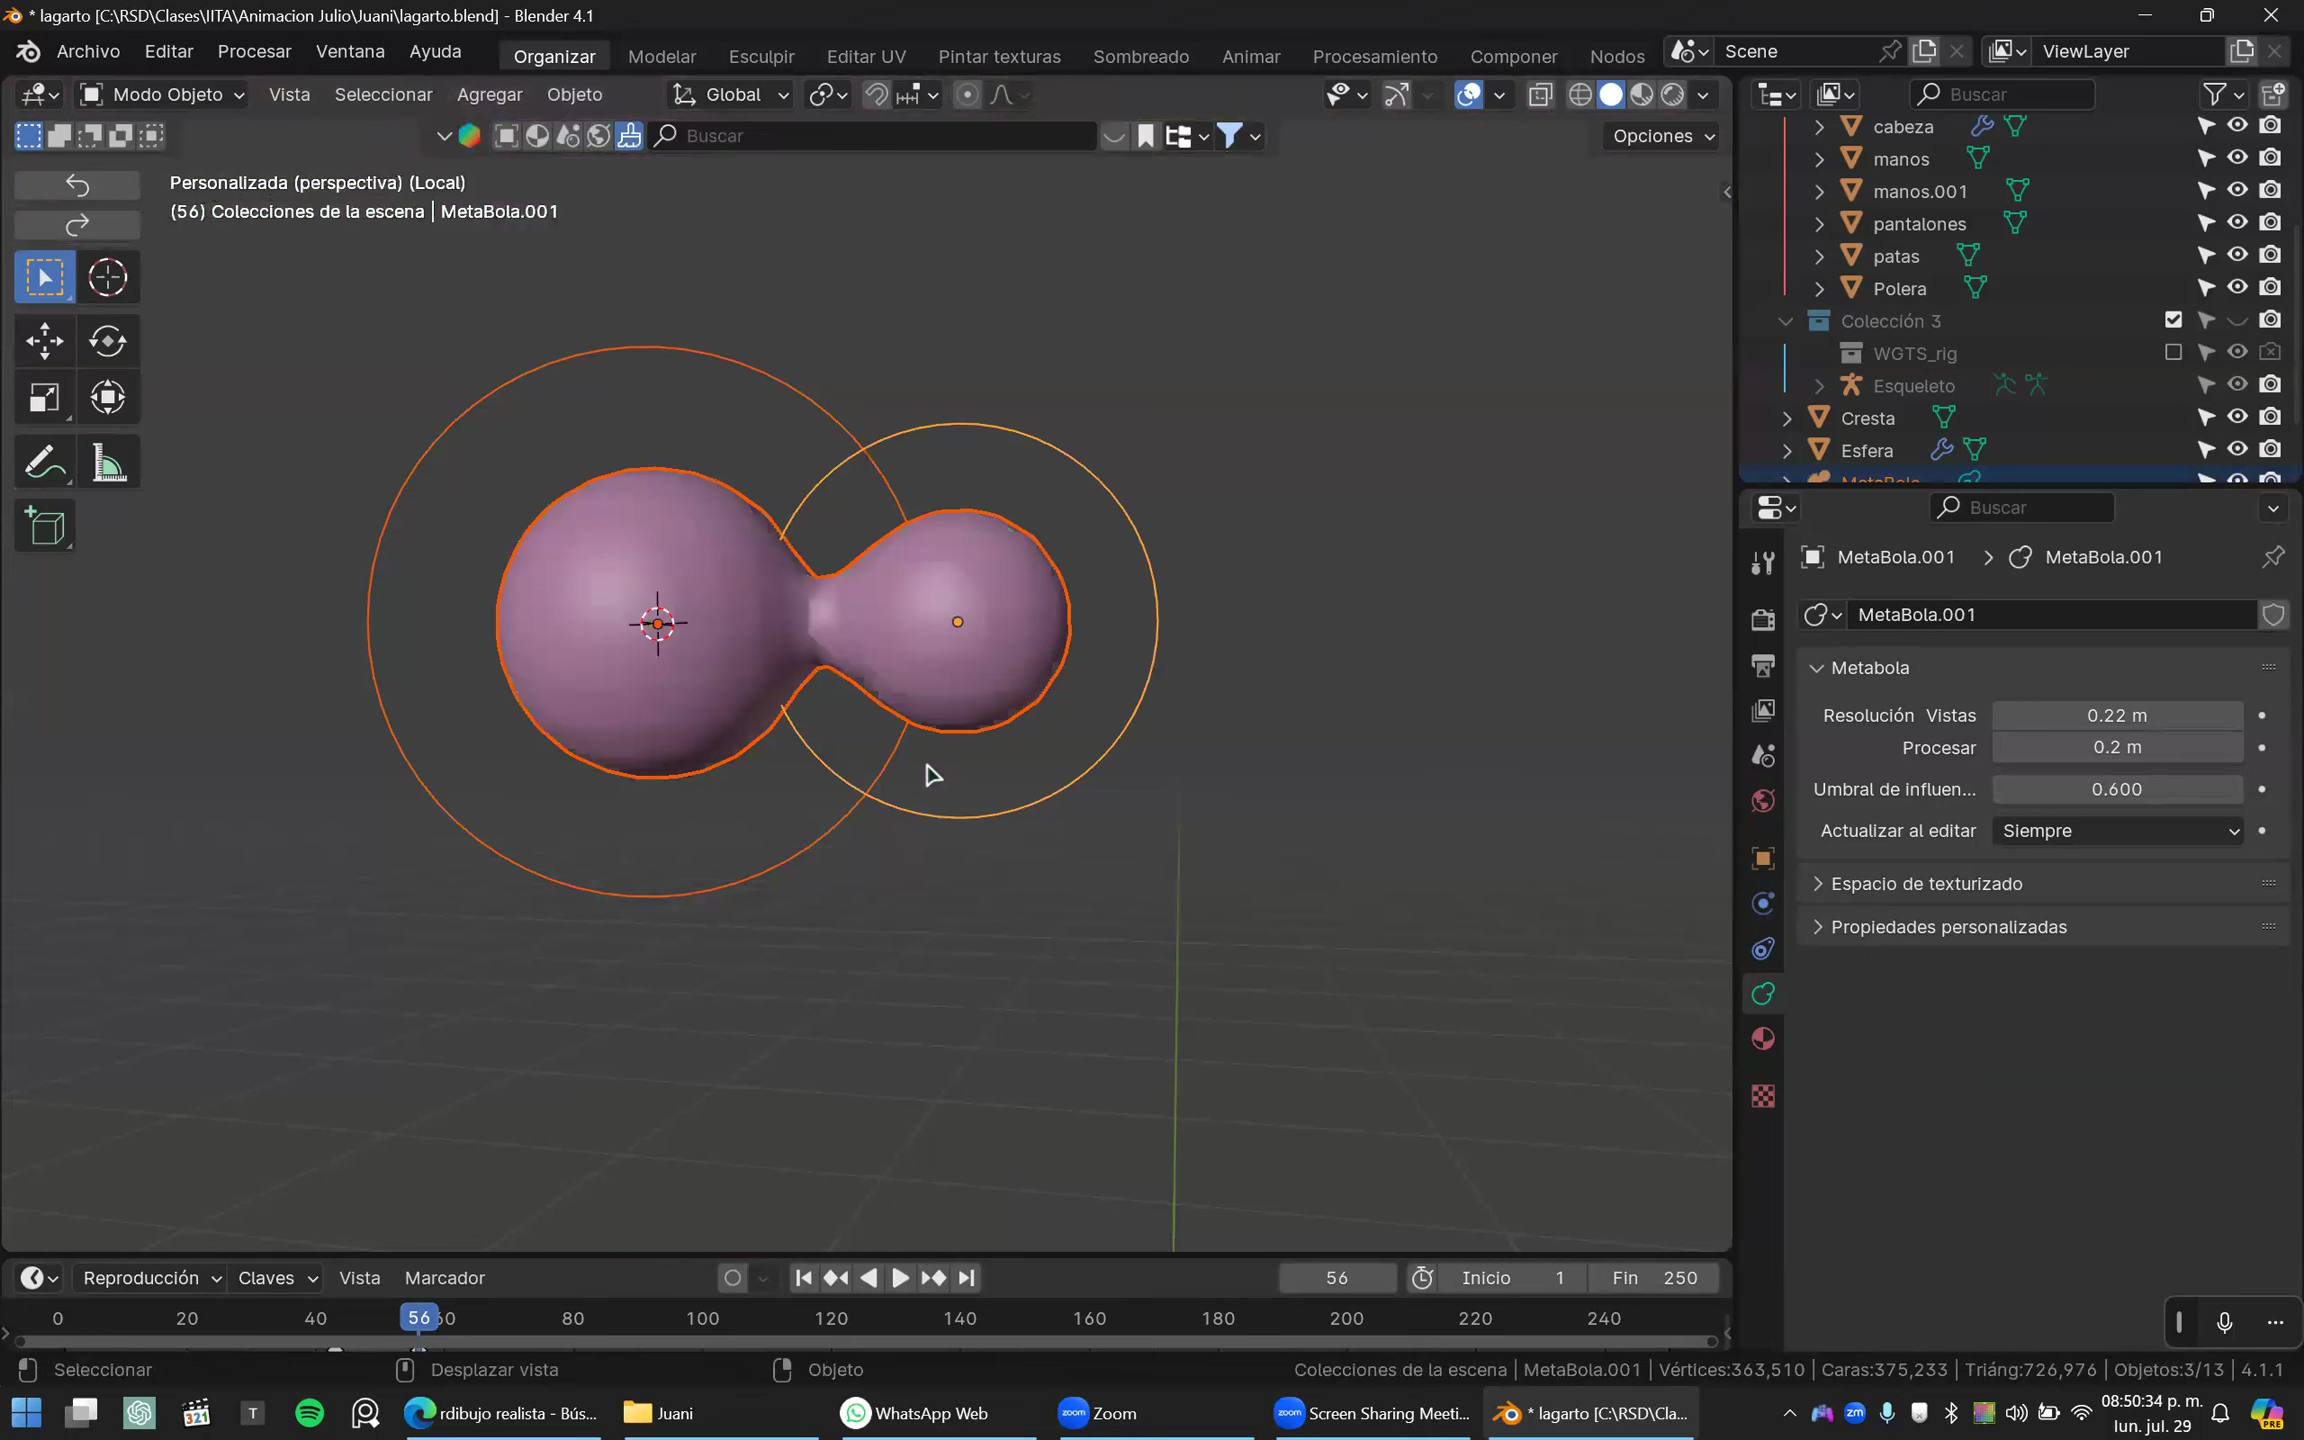 * lagarto [C:\RSD\Clases\IITA\Animacion Julio\Juani\lagarto.blend] - Blender 4.1
Archivo Editar Procesar Ventana Ayuda Organizar Modelar Esculpir Editar UV Pintar texturas Sombreado Animar Procesamiento Componer Nodos Scene ViewLayer
Modo Objeto Vista Seleccionar Agregar Objeto Global Buscar
Buscar Opciones
Personalizada (perspectiva) (Local)
(56) Colecciones de la escena | MetaBola.001
cabeza
manos
manos.001
pantalones
patas
Polera
Colección 3
WGTS_rig
Esqueleto
Cresta
Esfera
MetaBola
Buscar
MetaBola.001 > MetaBola.001
MetaBola.001
Metabola
Resolución Vistas 0.22 m
Procesar 0.2 m
Umbral de influen... 0.600
Actualizar al editar Siempre
Espacio de texturizado
Propiedades personalizadas
Reproducción Claves Vista Marcador 56 Inicio 1 Fin 250
0 20 40 56 60 80 100 120 140 160 180 200 220 240
Seleccionar Desplazar vista Objeto Colecciones de la escena | MetaBola.001 | Vértices:363,510 | Caras:375,233 | Triáng:726,976 | Objetos:3/13 | 4.1.1
321 T rdibujo realista - Bús... Juani WhatsApp Web zoom Zoom zoom Screen Sharing Meeti... * lagarto [C:\RSD\Cla... zm 08:50:34 p. m.
lun. jul. 29 PRE